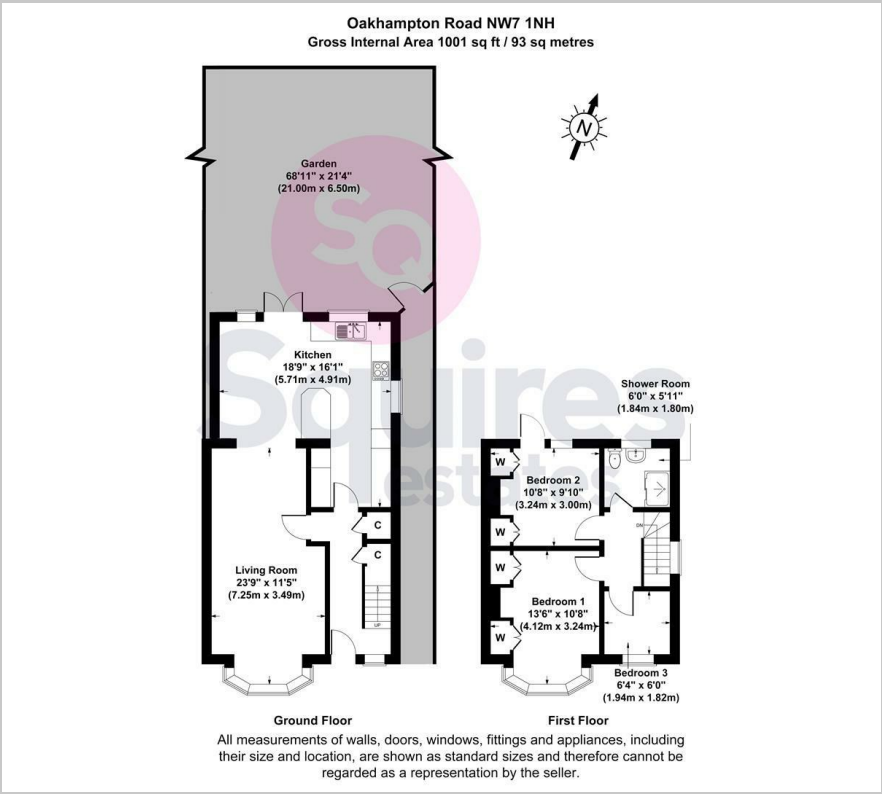 Oakhampton Road NW7 1NH
Gross Internal Area 1001 sq ft / 93 sq metres
N
Garden
68'11" x 21'4"
(21.00m x 6.50m)
SQ
Squires
estates
Kitchen
18'9" x 16'1"
(5.71m x 4.91m)
Shower Room
6'0" x 5'11"
(1.84m x 1.80m)
W
Bedroom 2
10'8" x 9'10"
(3.24m x 3.00m)
W
C
DN
C
W
Living Room
23'9" x 11'5"
(7.25m x 3.49m)
Bedroom 1
13'6" x 10'8"
(4.12m x 3.24m)
UP
W
Bedroom 3
6'4" x 6'0"
(1.94m x 1.82m)
Ground Floor
First Floor
All measurements of walls, doors, windows, fittings and appliances, including
their size and location, are shown as standard sizes and therefore cannot be
regarded as a representation by the seller.